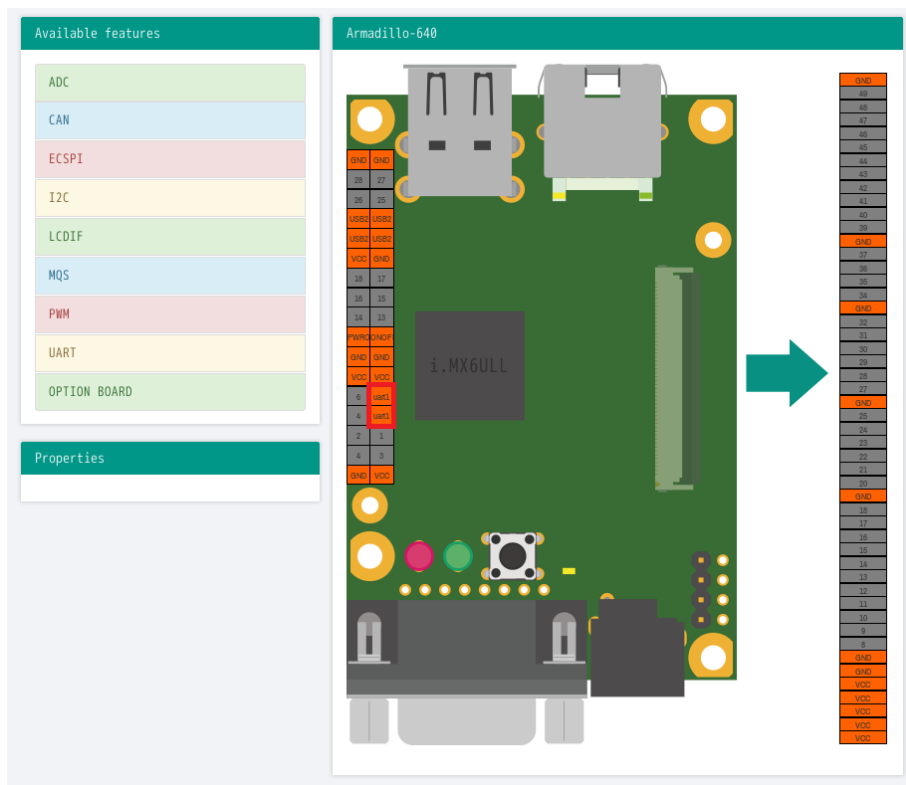 Available features
ADC
CAN
ECSPI
I2C
LCDIF
MQS
PWM
UART
OPTION BOARD
Properties
Armadillo-640
GND GND
28 27
26 25
USB2 USB2
USB2 USB2
VCC GND
18 17
16 15
14 13
GND GND
VCC VCC
6 uart1
4 uart1
2 1
4 3
GND VCC
i.MX6ULL
GND
49
48
47
46
45
44
43
42
41
40
39
GND
37
36
35
34
GND
32
31
30
29
28
27
GND
25
24
23
22
21
20
GND
18
17
16
15
14
13
12
11
10
9
8
GND
GND
VCC
VCC
VCC
VCC
VCC